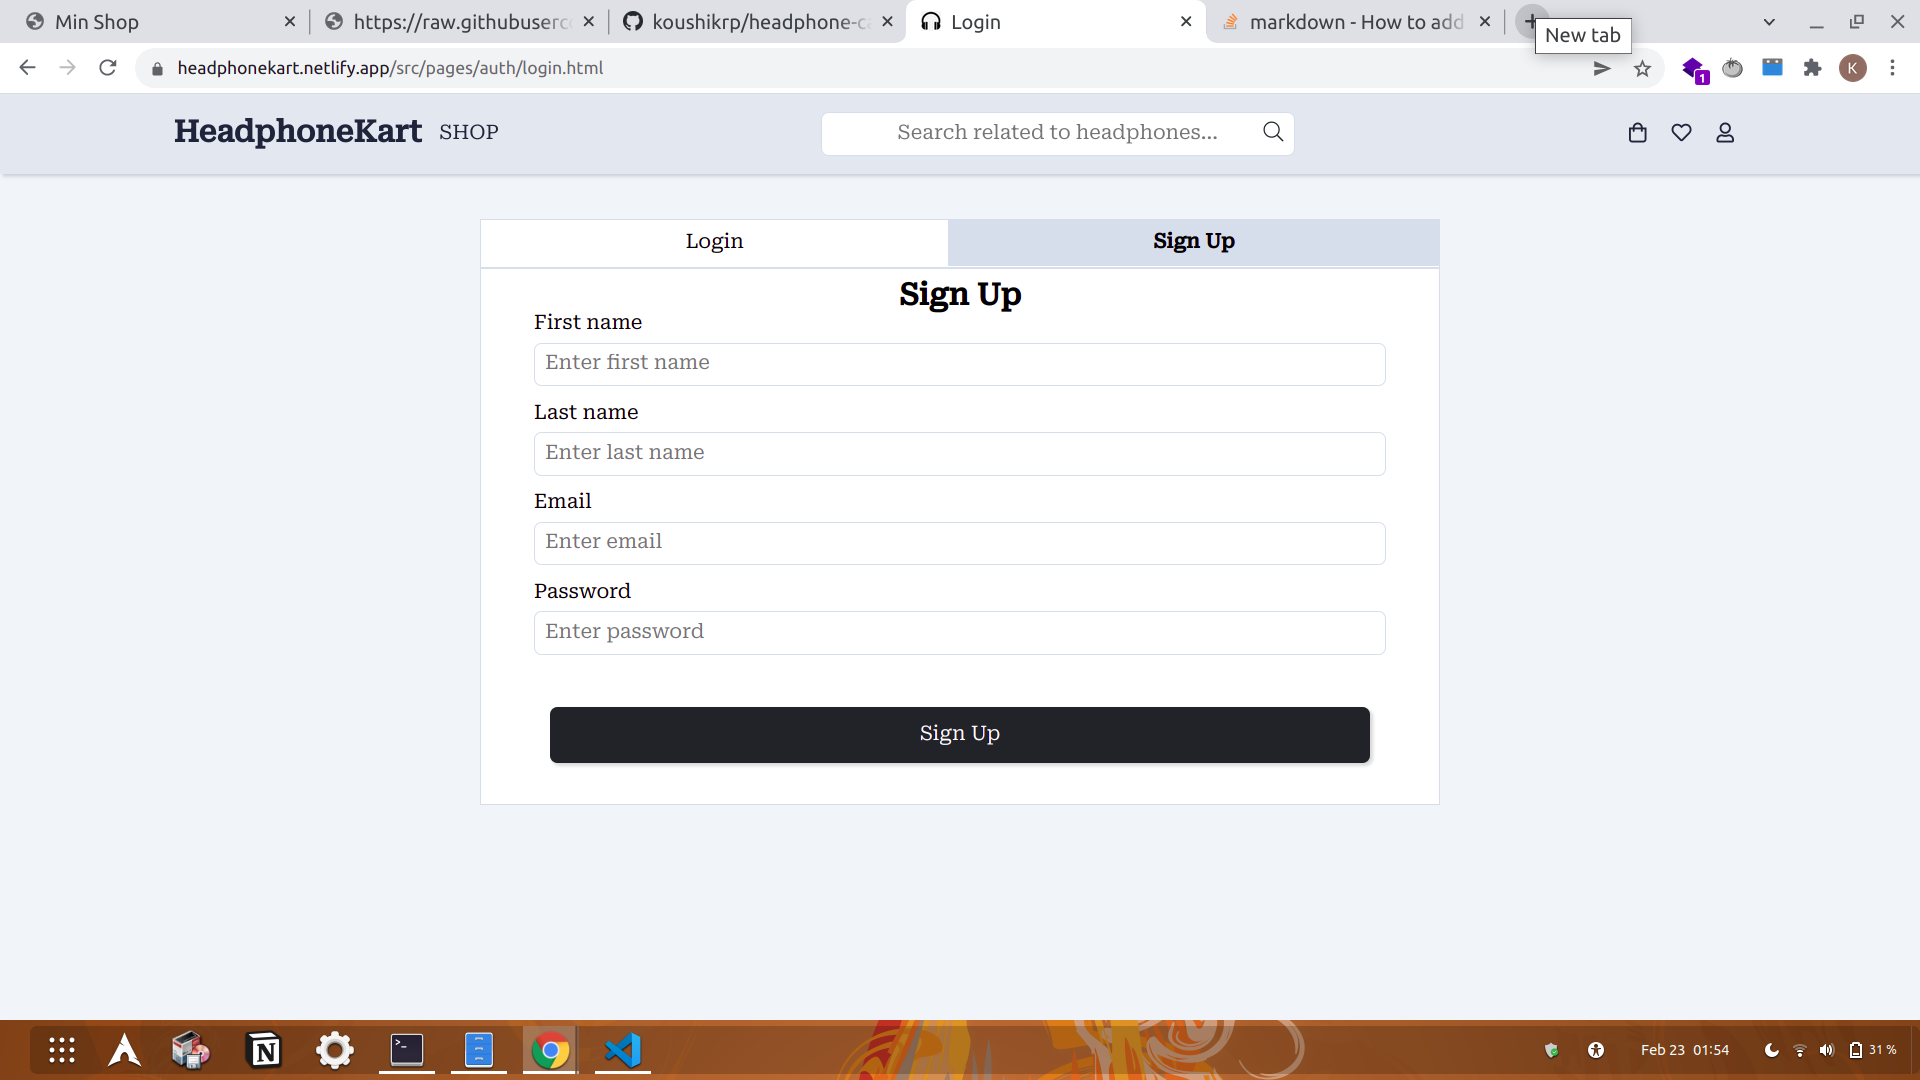 Min Shop
https://raw.githubuserc
koushikrp/headphone-c
Login
markdown - How to add
New tab
headphonekart.netlify.app/src/pages/auth/login.html
1
K
HeadphoneKart SHOP
Search related to headphones...
Login
Sign Up
Sign Up
First name
Enter first name
Last name
Enter last name
Email
Enter email
Password
Enter password
Sign Up
N
Feb 23 01:54
31 %